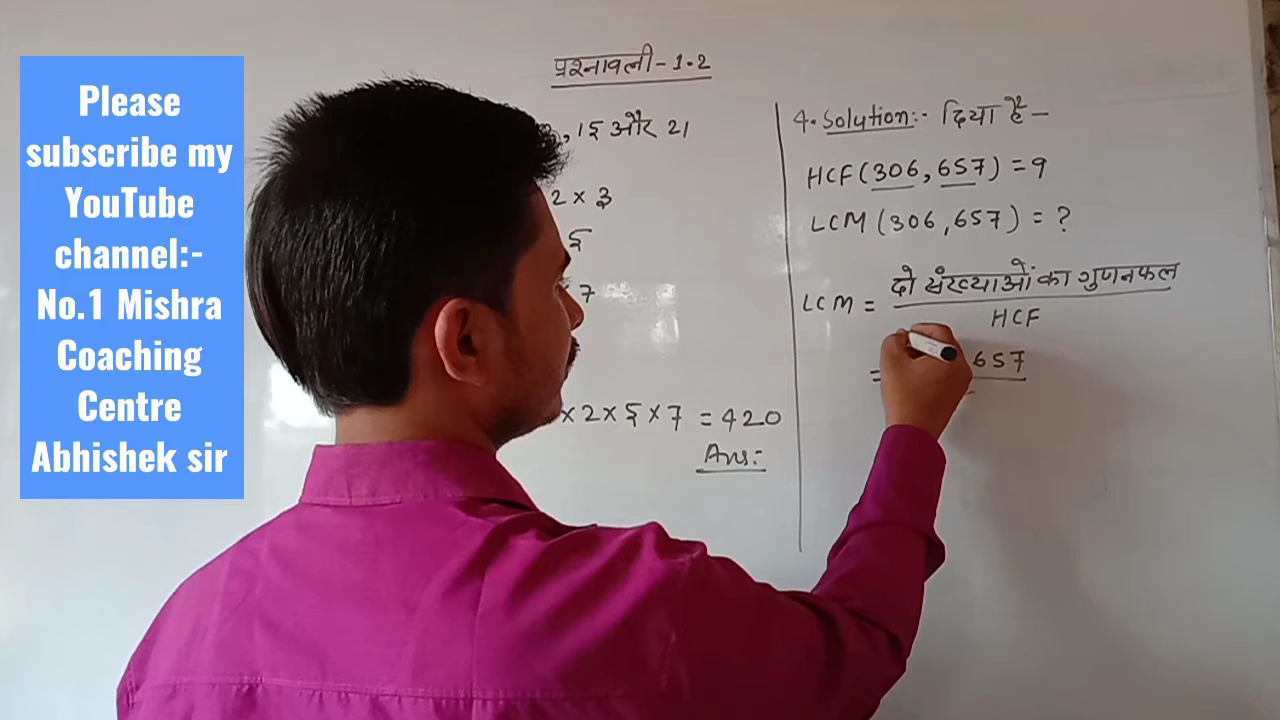 Please
subscribe my
YouTube
channel:-
No.1 Mishra
Coaching
Centre
Abhishek sir
प्रश्नावली - 1.2
, 15 और 21
2 × 3
5
× 7
× 2 × 5 × 7 = 420
Ans:
4. Solution:- दिया है -
HCF (306, 657) = 9
LCM (306, 657) = ?
LCM = दो संख्याओं का गुणनफल
HCF
= 657